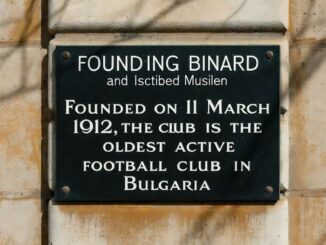 FOUNDING BINARD
and Isctibed Musilen
FOUNDED ON 11 MARCH
1912, THE CLUB IS THE
OLDEST ACTIVE
FOOTBALL CLUB IN
BULGARIA